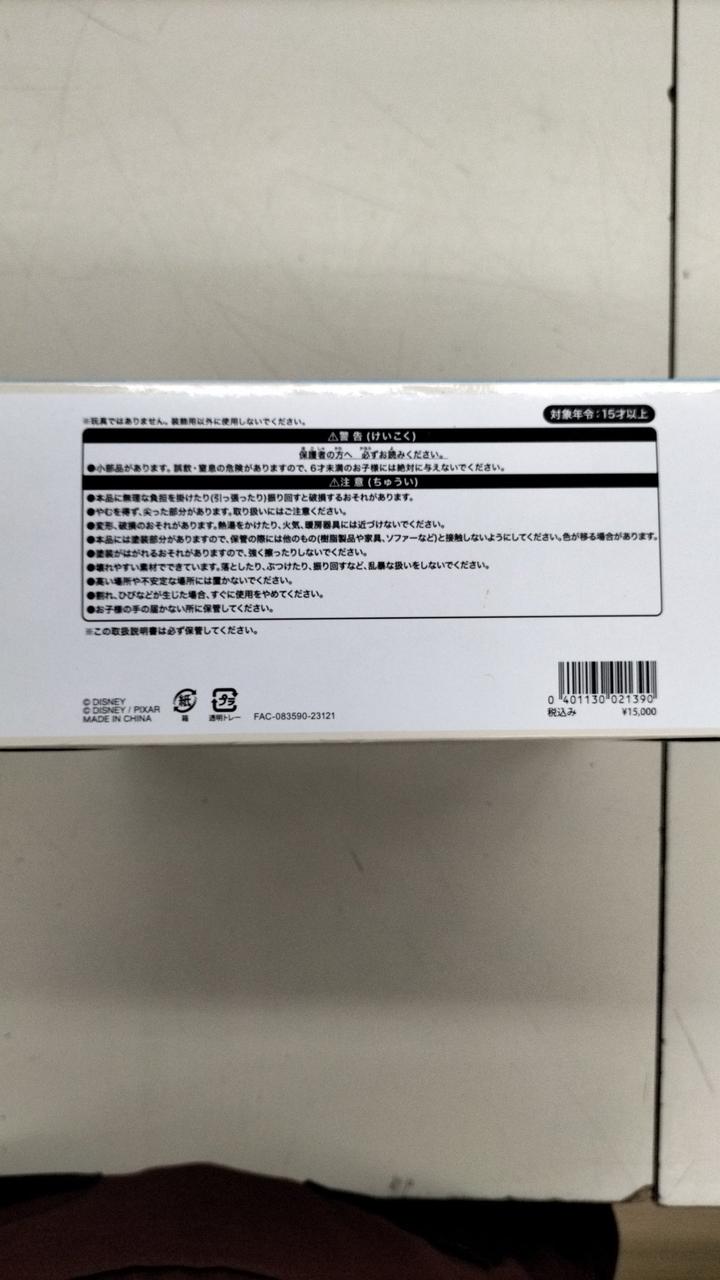 ※玩具ではありません。装飾用以外に使用しないでください。
対象年令：15才以上
⚠警告(けいこく)
保護者の方へ 必ずお読みください。
●小部品があります。誤飲・窒息の危険がありますので、6才未満のお子様には絶対に与えないでください。
⚠注意(ちゅうい)
●本品に無理な負担を掛けたり(引っ張ったり)振り回すと破損するおそれがあります。
●やむを得ず、尖った部分があります。取り扱いにはご注意ください。
●変形、破損のおそれがあります。熱湯をかけたり、火気、暖房器具には近づけないでください。
●本品には塗装部分がありますので、保管の際には他のもの(樹脂製品や家具、ソファーなど)と接触しないようにしてください。色が移る場合があります。
●塗装がはがれるおそれがありますので、強く擦ったりしないでください。
●壊れやすい素材でできています。落としたり、ぶつけたり、振り回すなど、乱暴な扱いをしないでください。
●高い場所や不安定な場所には置かないでください。
●割れ、ひびなどが生じた場合、すぐに使用をやめてください。
●お子様の手の届かない所に保管してください。
※この取扱説明書は必ず保管してください。
© DISNEY
© DISNEY / PIXAR
MADE IN CHINA
紙
箱
プラ
透明トレー
FAC-083590-23121
0 401130 021390
税込み ¥15,000